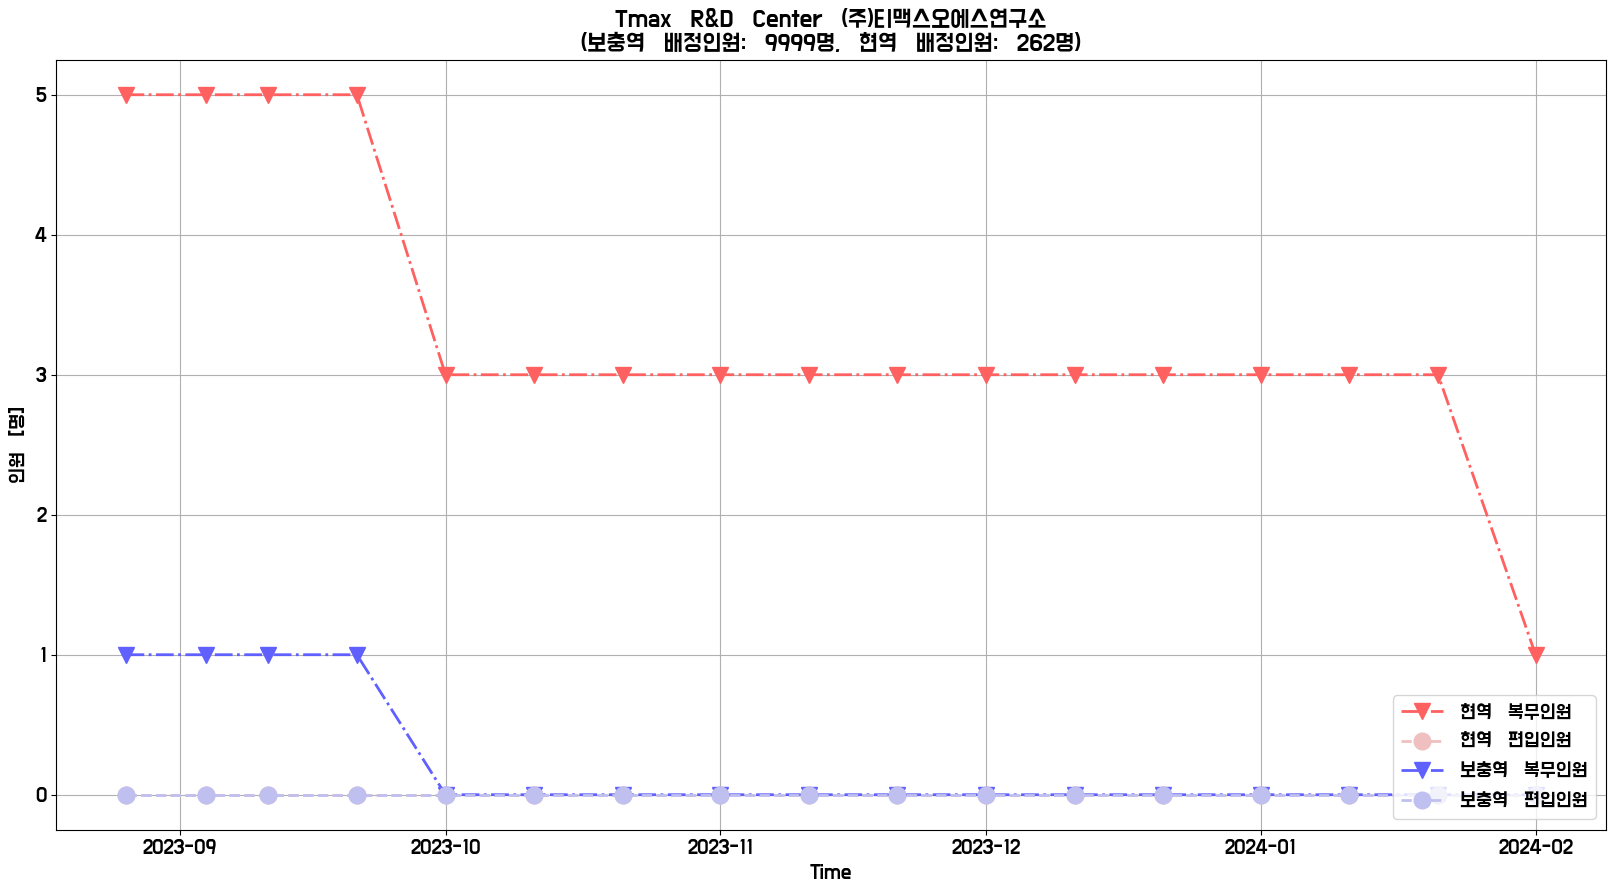 Tmax R&D Center (주)티맥스오에스연구소
(보충역 배정인원: 9999명, 현역 배정인원: 262명)
5
4
3
2
1
0
인원 [명]
2023-09
2023-10
2023-11
2023-12
2024-01
2024-02
Time
현역 복무인원
현역 편입인원
보충역 복무인원
보충역 편입인원